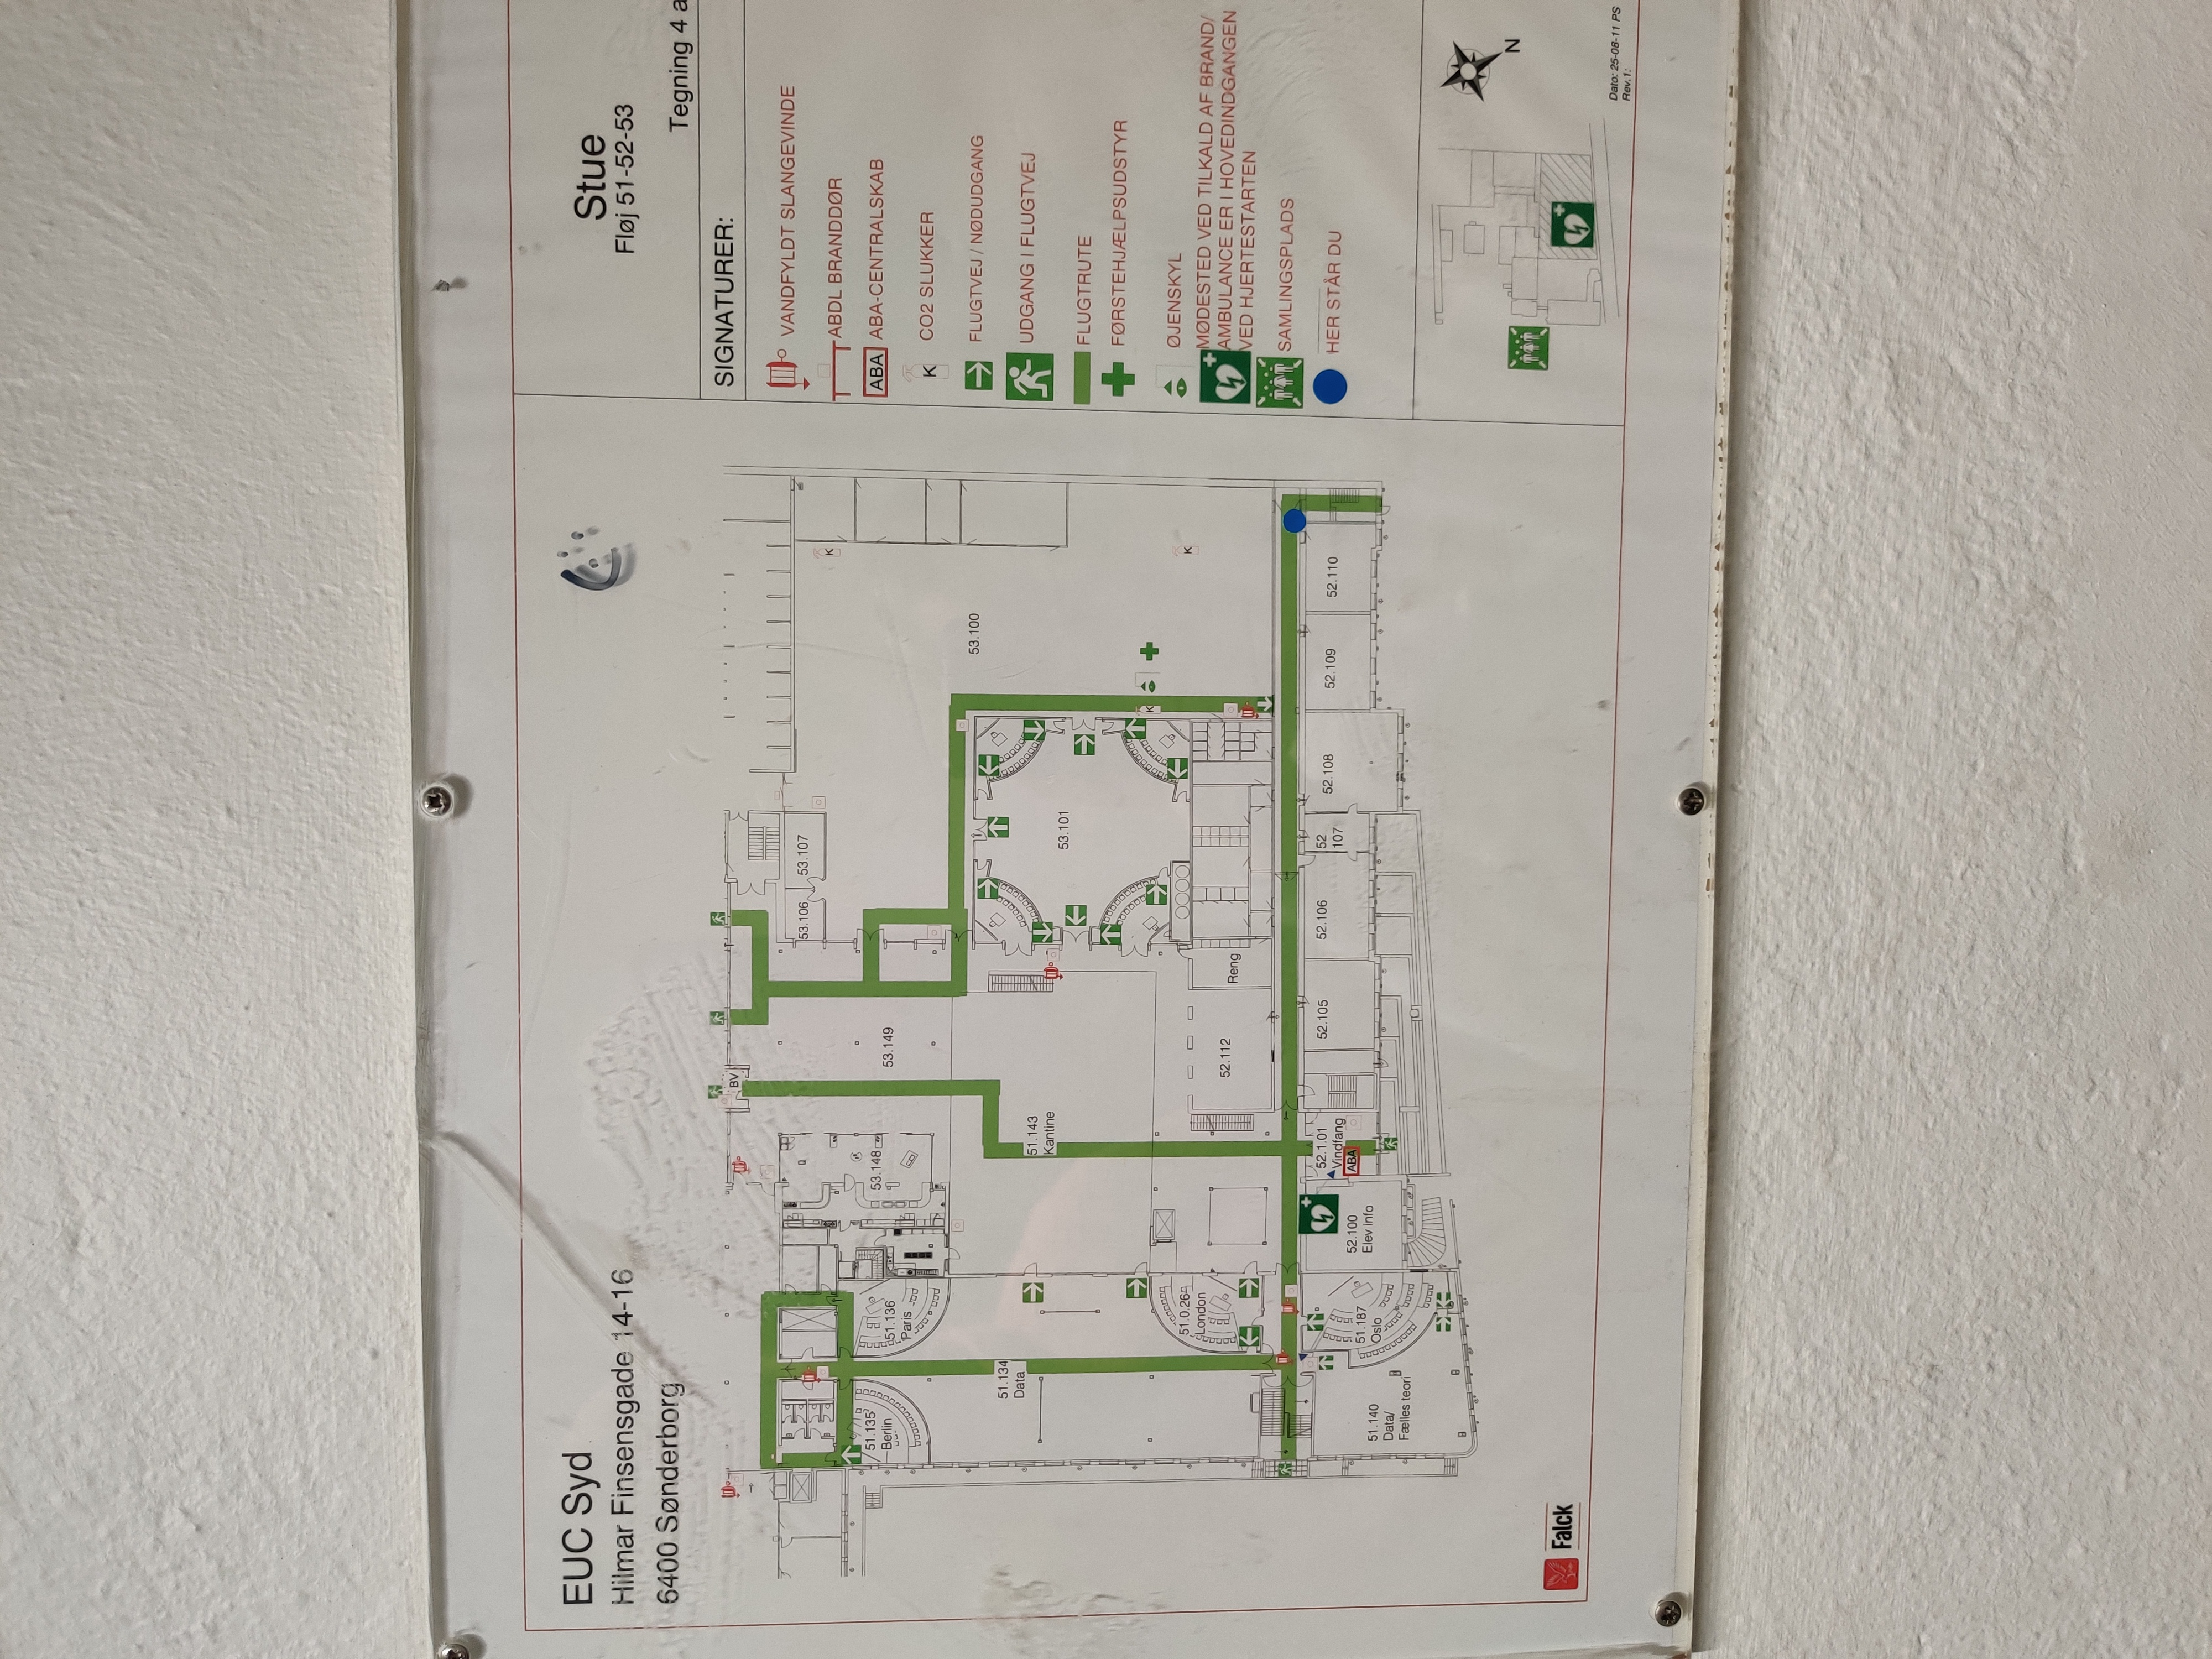 EUC Syd
Hilmar Finsensgade 14-16
6400 Sønderborg
Stue
Fløj 51-52-53
Tegning 4 a
SIGNATURER:
VANDFYLDT SLANGEVINDE
ABDL BRANDDØR
ABA
ABA-CENTRALSKAB
K
CO2 SLUKKER
FLUGTVEJ / NØDUDGANG
UDGANG I FLUGTVEJ
FLUGTRUTE
FØRSTEHJÆLPSUDSTYR
ØJENSKYL
MØDESTED VED TILKALD AF BRAND/
AMBULANCE ER I HOVEDINDGANGEN
VED HJERTESTARTEN
SAMLINGSPLADS
HER STÅR DU
N
Dato: 25-08-11 PS
Rev.1:
BV
53.106
53.107
K
51.135
Berlin
51.136
Paris
53.148
53.149
53.100
51.134
Data
51.143
Kantine
53.101
K
K
51.0.26
London
52.112
Reng
52.1.01
Vindfang
ABA
52.100
Elev info
52.105
52.106
52
107
52.108
52.109
52.110
51.187
Oslo
51.140
Data/
Fælles teori
Falck